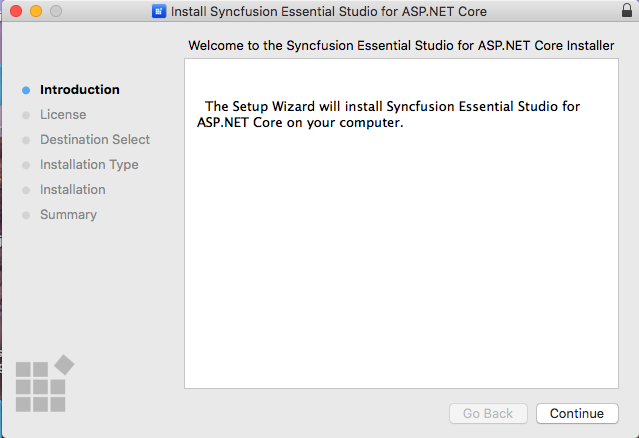 Install Syncfusion Essential Studio for ASP.NET Core
Welcome to the Syncfusion Essential Studio for ASP.NET Core Installer
Introduction
License
Destination Select
Installation Type
Installation
Summary
The Setup Wizard will install Syncfusion Essential Studio for
ASP.NET Core on your computer.
Go Back
Continue